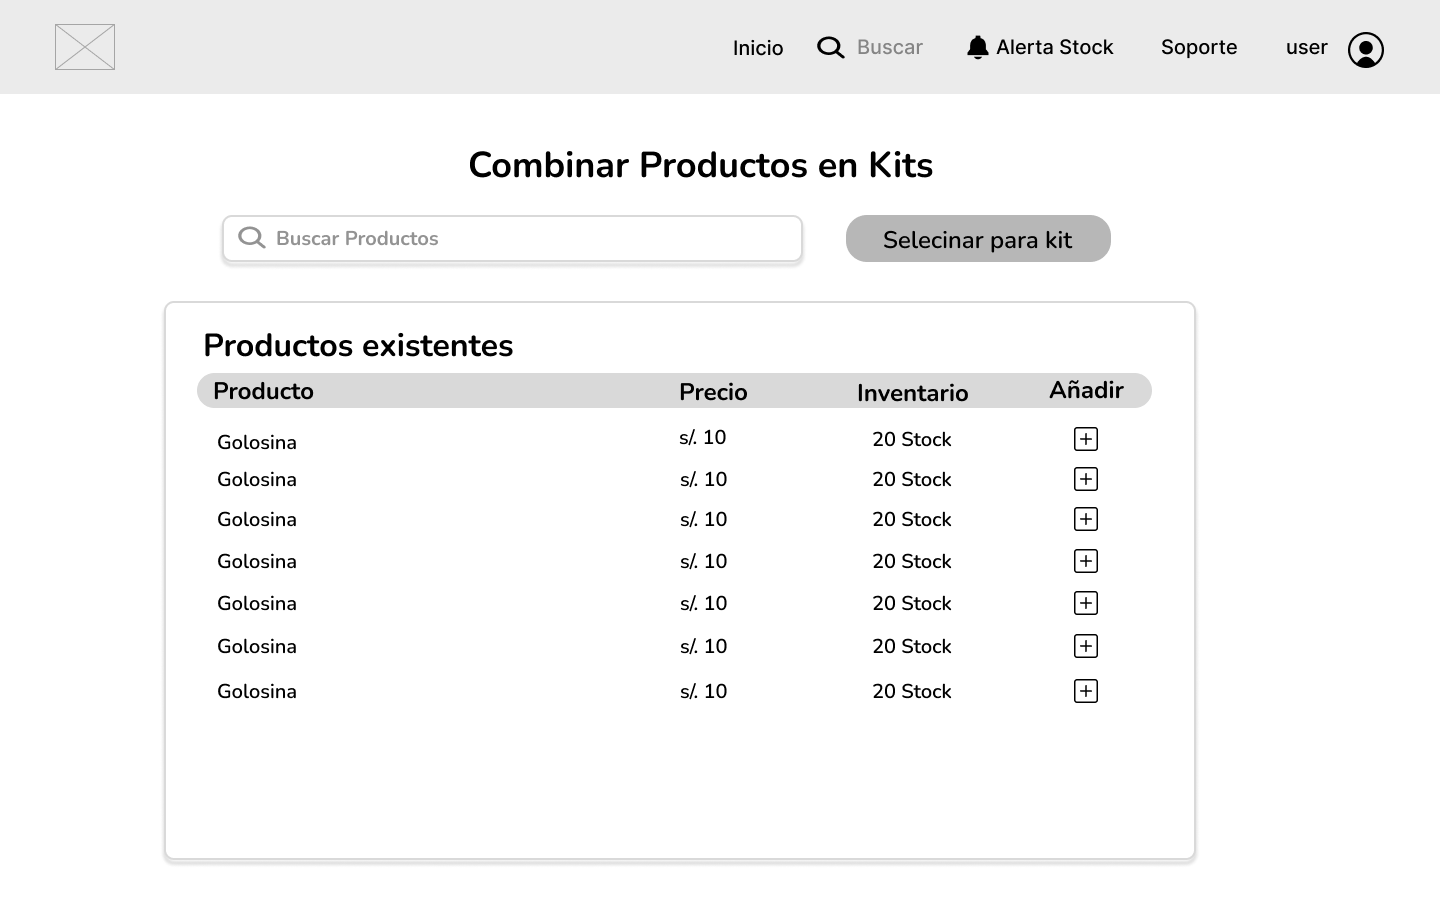 Inicio Buscar Alerta Stock Soporte user
Combinar Productos en Kits
Buscar Productos Selecinar para kit
Productos existentes
Producto Precio Inventario Añadir
Golosina s/. 10 20 Stock
Golosina s/. 10 20 Stock
Golosina s/. 10 20 Stock
Golosina s/. 10 20 Stock
Golosina s/. 10 20 Stock
Golosina s/. 10 20 Stock
Golosina s/. 10 20 Stock